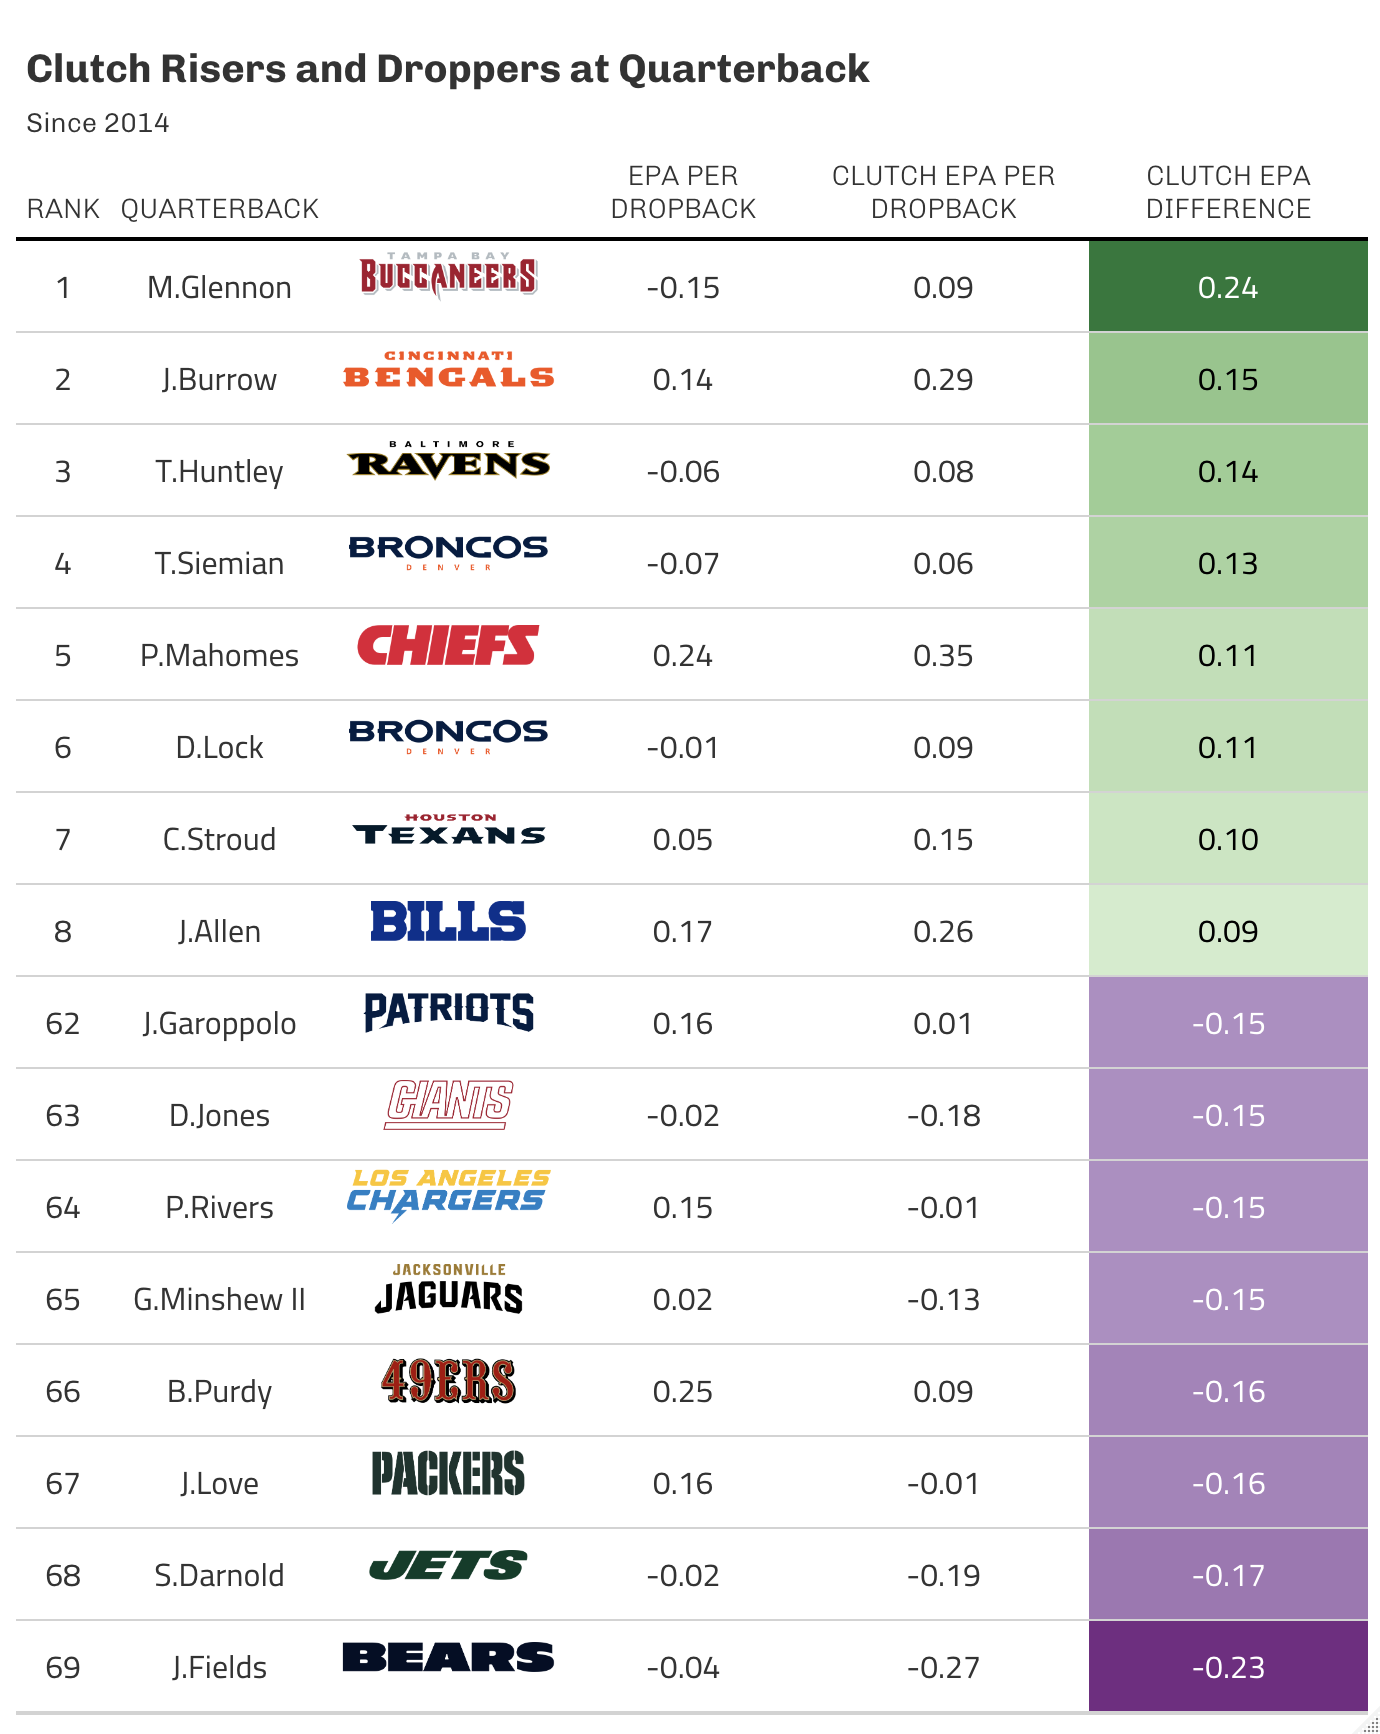 Clutch Risers and Droppers at Quarterback
Since 2014
RANK QUARTERBACK EPA PER DROPBACK CLUTCH EPA PER DROPBACK CLUTCH EPA DIFFERENCE
1 M.Glennon TAMPA BAY BUCCANEERS -0.15 0.09 0.24
2 J.Burrow CINCINNATI BENGALS 0.14 0.29 0.15
3 T.Huntley BALTIMORE RAVENS -0.06 0.08 0.14
4 T.Siemian BRONCOS DENVER -0.07 0.06 0.13
5 P.Mahomes CHIEFS 0.24 0.35 0.11
6 D.Lock BRONCOS DENVER -0.01 0.09 0.11
7 C.Stroud HOUSTON TEXANS 0.05 0.15 0.10
8 J.Allen BILLS 0.17 0.26 0.09
62 J.Garoppolo PATRIOTS 0.16 0.01 -0.15
63 D.Jones GIANTS -0.02 -0.18 -0.15
64 P.Rivers LOS ANGELES CHARGERS 0.15 -0.01 -0.15
65 G.Minshew II JACKSONVILLE JAGUARS 0.02 -0.13 -0.15
66 B.Purdy 49ERS 0.25 0.09 -0.16
67 J.Love PACKERS 0.16 -0.01 -0.16
68 S.Darnold JETS -0.02 -0.19 -0.17
69 J.Fields BEARS -0.04 -0.27 -0.23